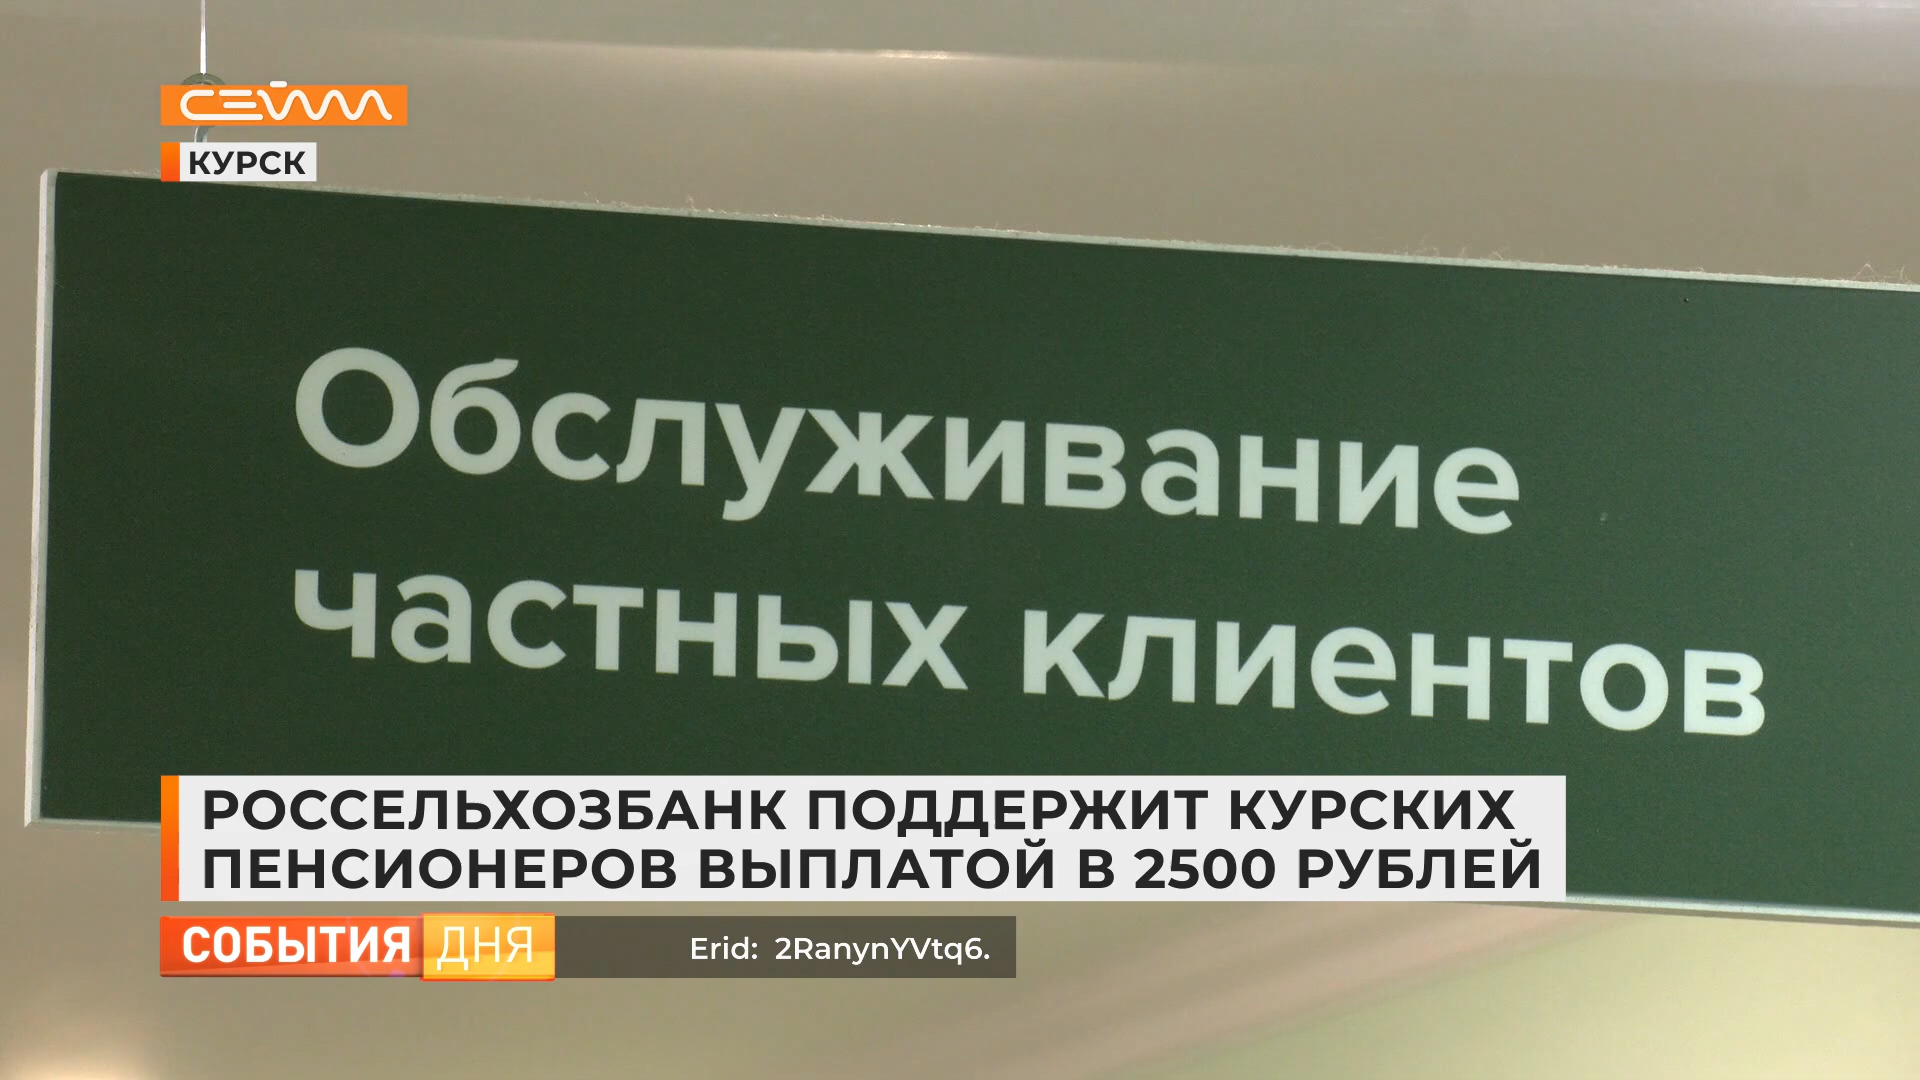 СЕЙМ
КУРСК
Обслуживание
частных клиентов
РОССЕЛЬХОЗБАНК ПОДДЕРЖИТ КУРСКИХ
ПЕНСИОНЕРОВ ВЫПЛАТОЙ В 2500 РУБЛЕЙ
СОБЫТИЯ ДНЯ Erid: 2RanynYVtq6.